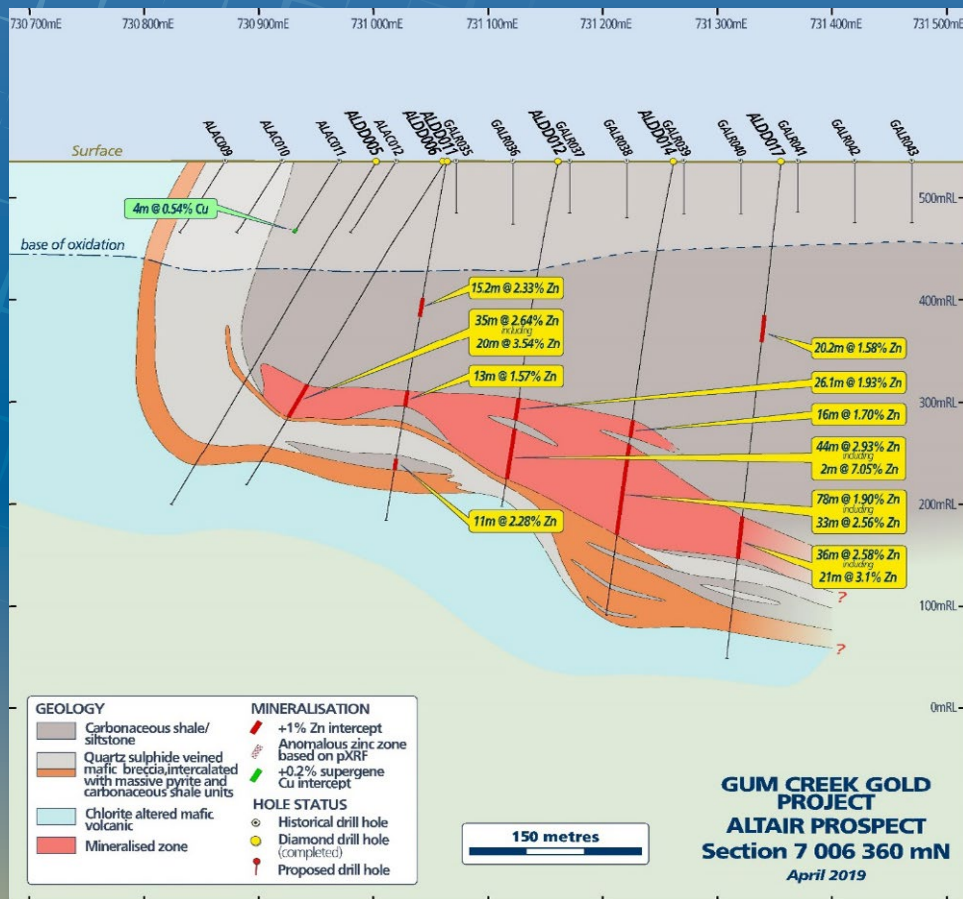 730 700mE
730 800mE
730 900mE
731 000mE
731 100mE
731 200mE
731 300mE
731 400mE
731 500mE
ALAC009
ALAC010
ALAC011
ALDD005
ALAC012
ALDD006
ALDD011
GALR035
GALR036
ALDD012
GALR037
GALR038
ALDD014
GALR039
GALR040
ALDD017
GALR041
GALR042
GALR043
Surface
500mRL
4m @ 0.54% Cu
base of oxidation
400mRL
15.2m @ 2.33% Zn
35m @ 2.64% Zn
including
20m @ 3.54% Zn
13m @ 1.57% Zn
11m @ 2.28% Zn
20.2m @ 1.58% Zn
26.1m @ 1.93% Zn
300mRL
16m @ 1.70% Zn
44m @ 2.93% Zn
including
2m @ 7.05% Zn
200mRL
78m @ 1.90% Zn
including
33m @ 2.56% Zn
36m @ 2.58% Zn
including
21m @ 3.1% Zn
?
100mRL
?
0mRL
GEOLOGY
Carbonaceous shale/
siltstone
Quartz sulphide veined
mafic breccia,intercalated
with massive pyrite and
carbonaceous shale units
Chlorite altered mafic
volcanic
Mineralised zone
MINERALISATION
+1% Zn intercept
Anomalous zinc zone
based on pXRF
+0.2% supergene
Cu intercept
HOLE STATUS
Historical drill hole
Diamond drill hole
(completed)
Proposed drill hole
150 metres
GUM CREEK GOLD
PROJECT
ALTAIR PROSPECT
Section 7 006 360 mN
April 2019